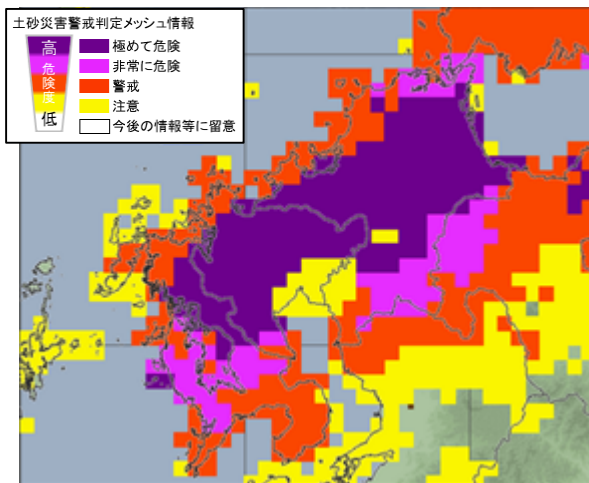 土砂災害警戒判定メッシュ情報
高
危険度
低
極めて危険
非常に危険
警戒
注意
今後の情報等に留意